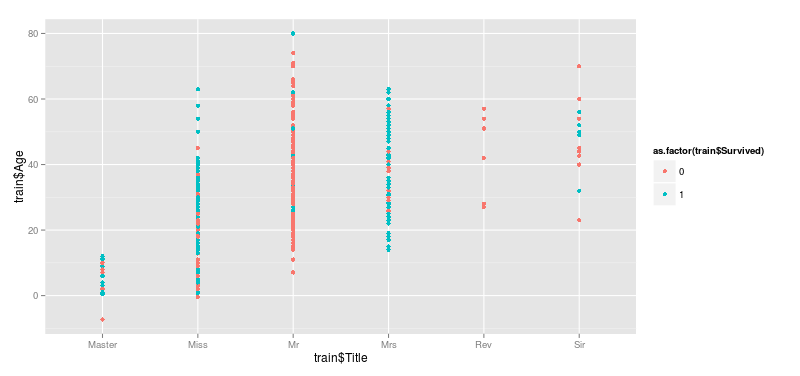 80
60
40
20
0
train$Age
Master Miss Mr Mrs Rev Sir
train$Title
as.factor(train$Survived)
0
1